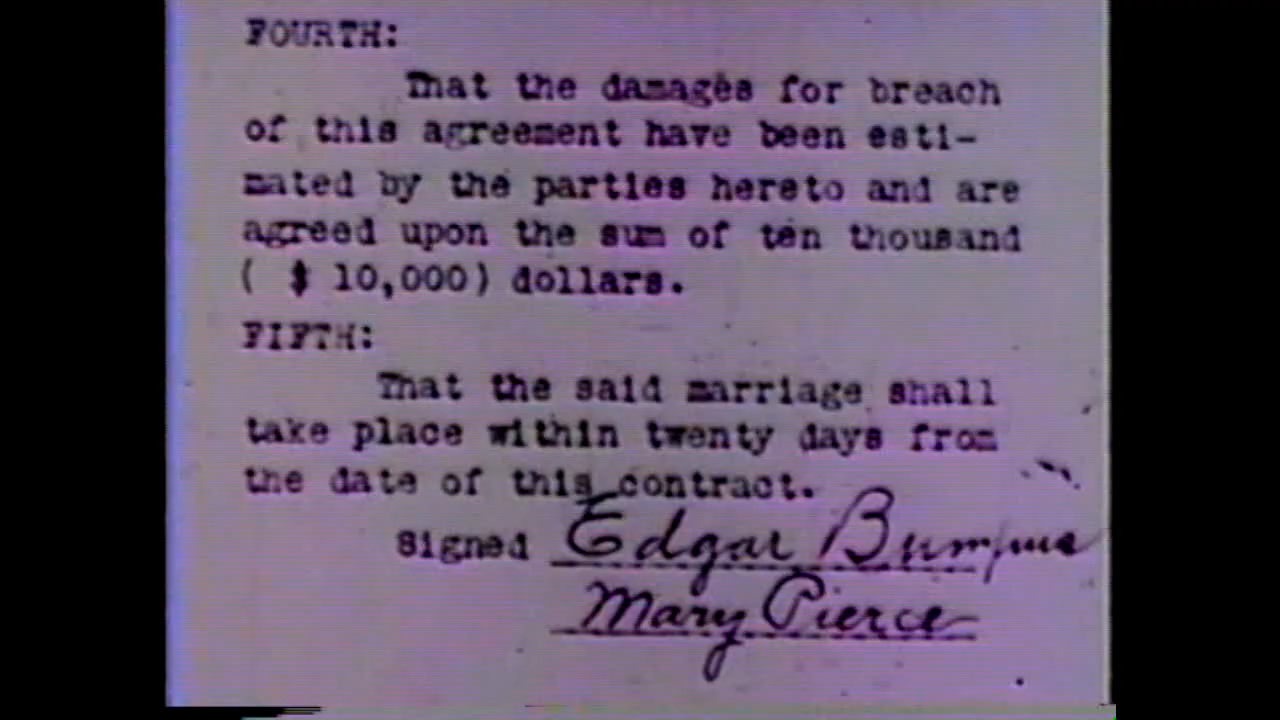 FOURTH:
That the damages for breach
of this agreement have been esti-
mated by the parties hereto and are
agreed upon the sum of ten thousand
( $ 10,000) dollars.
FIFTH:
That the said marriage shall
take place within twenty days from
the date of this contract.
Signed Edgar Bumpus
Mary Pierce